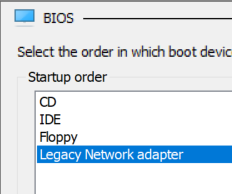 BIOS
Select the order in which boot devic
Startup order
CD
IDE
Floppy
Legacy Network adapter